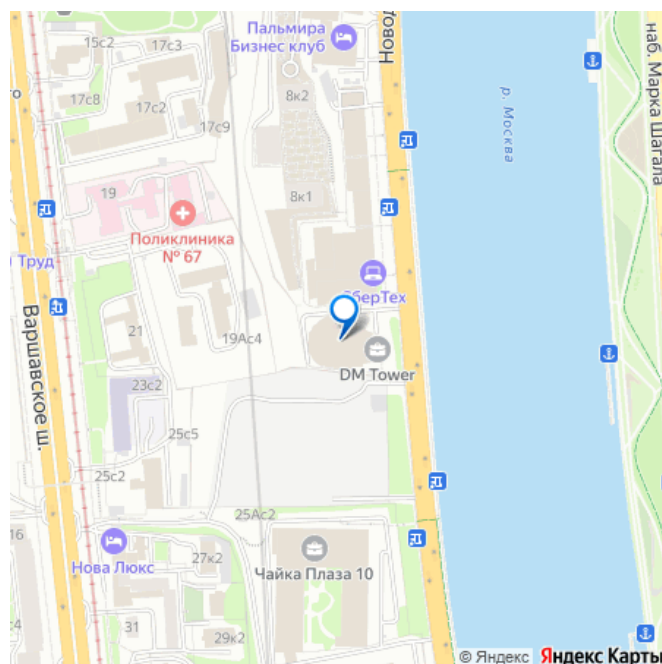 Пальмира
Бизнес клуб
Новод
наб. Марка Шагала
15с2
17с3
17с8
17с2
17с9
8к2
р. Москва
19
8к1
Поликлиника
№ 67
Труд
СберТех
Варшавское ш.
21
19Ас4
DM Tower
23с2
25с5
25с2
25Ас2
16
Нова Люкс
27к2
Чайка Плаза 10
31
29к2
© Яндекс Яндекс Карты